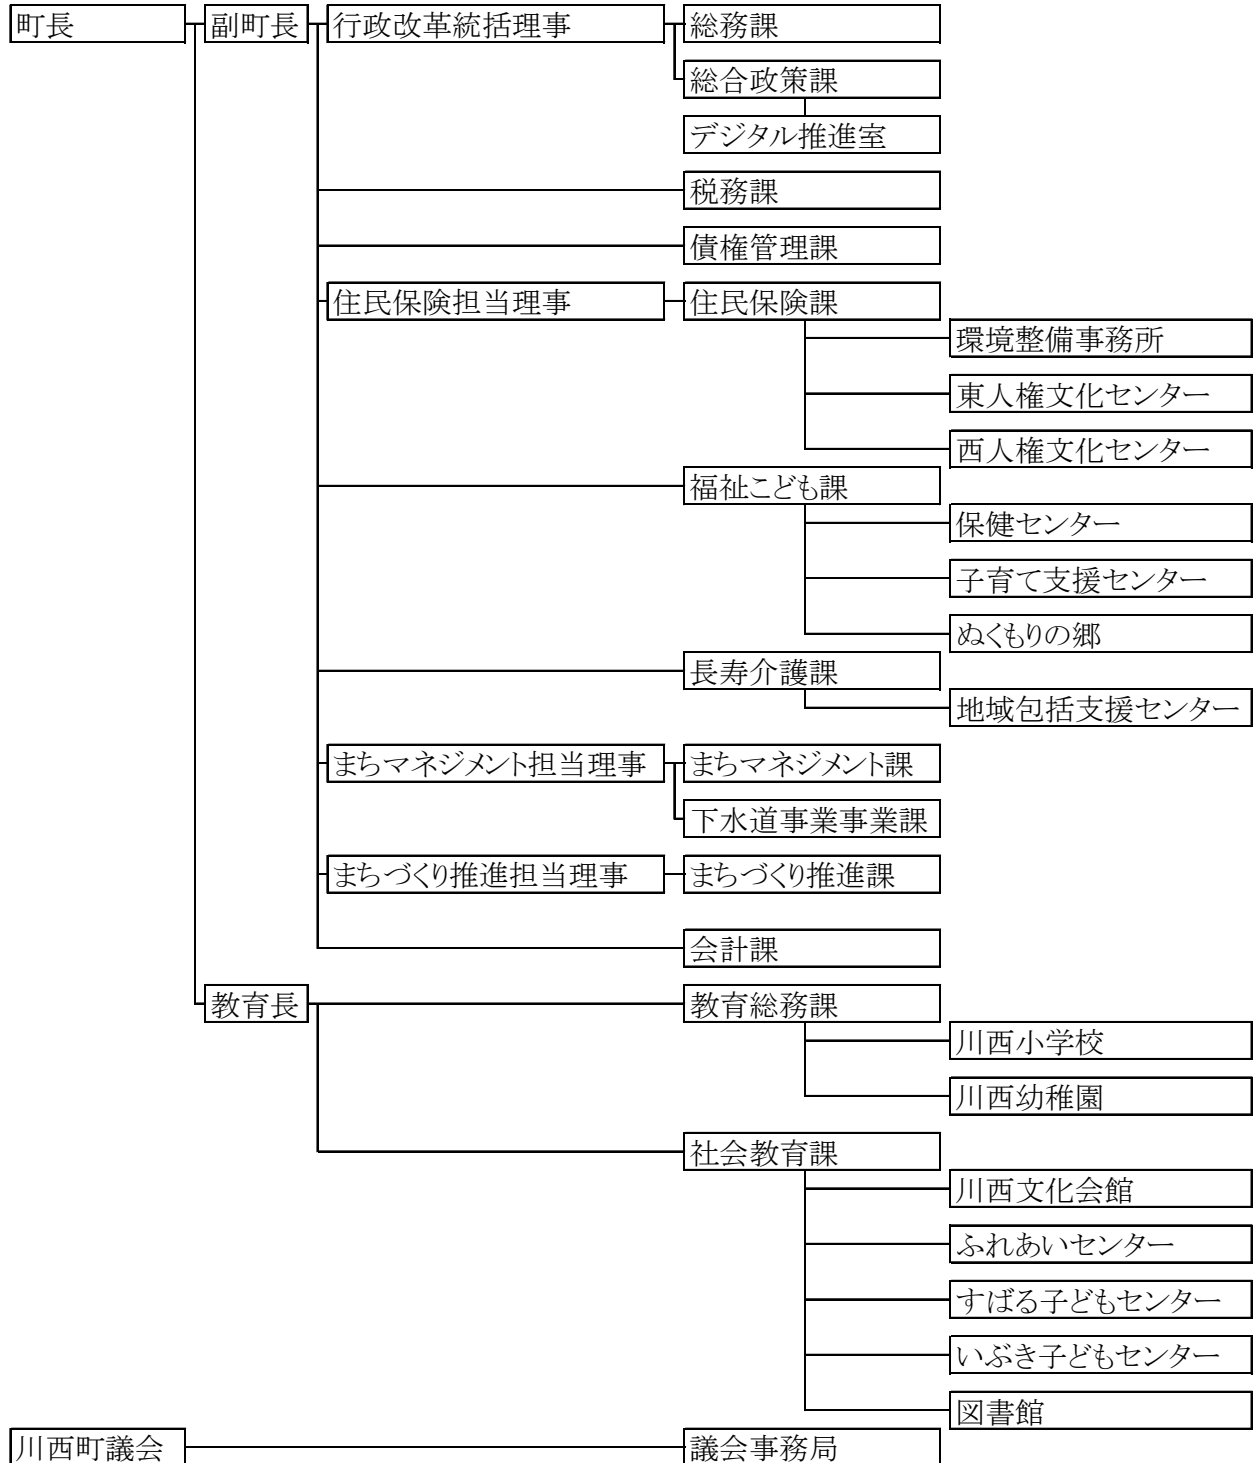 町長 副町長 行政改革統括理事 総務課
総合政策課
デジタル推進室
税務課
債権管理課
住民保険担当理事 住民保険課
環境整備事務所
東人権文化センター
西人権文化センター
福祉こども課
保健センター
子育て支援センター
ぬくもりの郷
長寿介護課
地域包括支援センター
まちマネジメント担当理事 まちマネジメント課
下水道事業事業課
まちづくり推進担当理事 まちづくり推進課
会計課
教育長 教育総務課
川西小学校
川西幼稚園
社会教育課
川西文化会館
ふれあいセンター
すばる子どもセンター
いぶき子どもセンター
図書館
川西町議会 議会事務局